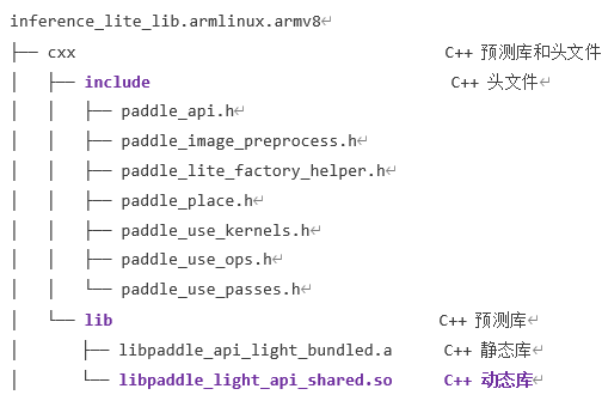 inference_lite_lib.armlinux.armv8↵
├── cxx C++ 预测库和头文件
│ ├── include C++ 头文件↵
│ │ ├── paddle_api.h↵
│ │ ├── paddle_image_preprocess.h↵
│ │ ├── paddle_lite_factory_helper.h↵
│ │ ├── paddle_place.h↵
│ │ ├── paddle_use_kernels.h↵
│ │ ├── paddle_use_ops.h↵
│ │ └── paddle_use_passes.h↵
│ └── lib C++ 预测库↵
│ ├── libpaddle_api_light_bundled.a C++ 静态库↵
│ └── libpaddle_light_api_shared.so C++ 动态库↵